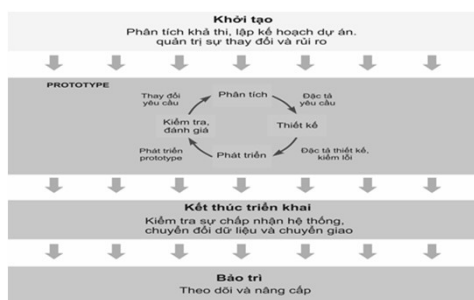 Khởi tạo
Phân tích khả thi, lập kế hoạch dự án.
quản trị sự thay đổi và rủi ro
PROTOTYPE
Thay đổi
yêu cầu
Phân tích
Đặc tả
yêu cầu
Kiểm tra,
đánh giá
Thiết kế
Phát triển
prototype
Phát triển
Đặc tả thiết kế,
kiểm lỗi
Kết thúc triển khai
Kiểm tra sự chấp nhận hệ thống,
chuyển đổi dữ liệu và chuyển giao
Bảo trì
Theo dõi và nâng cấp